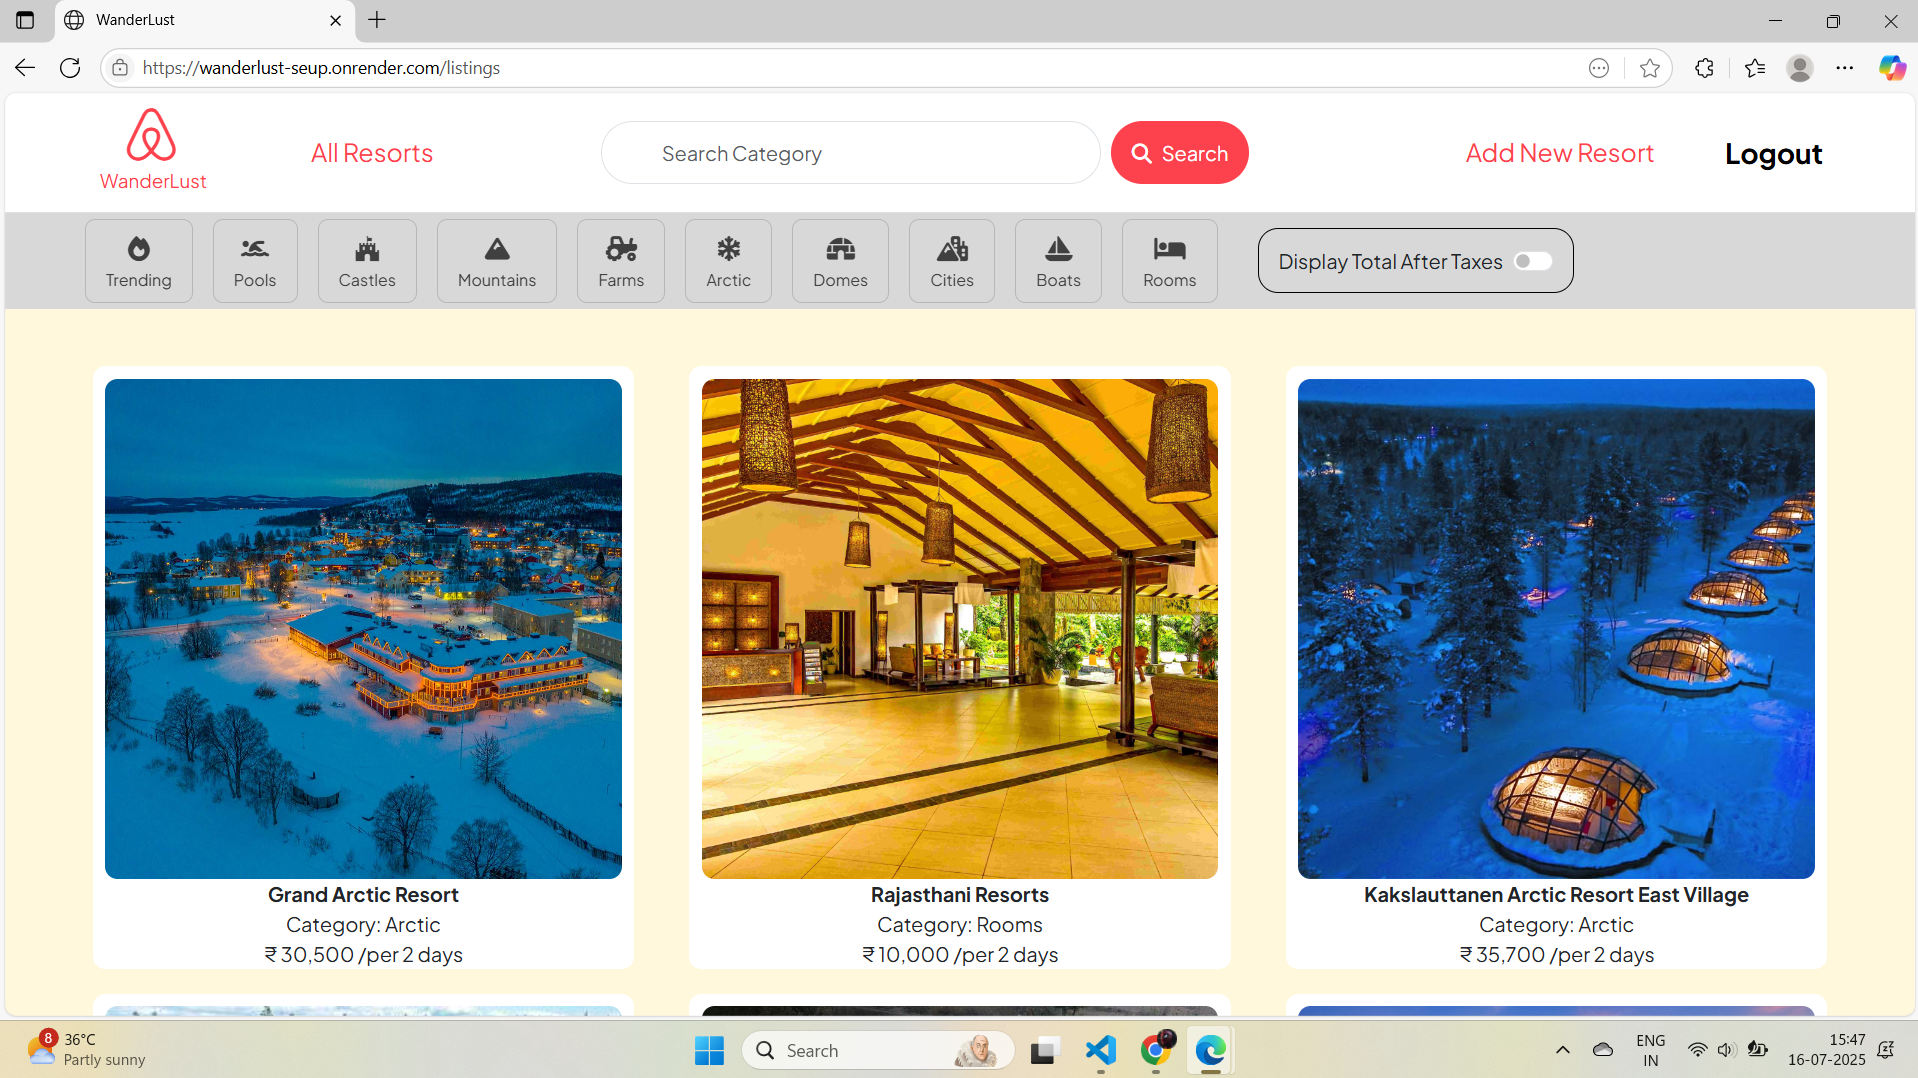 WanderLust
https://wanderlust-seup.onrender.com/listings
WanderLust
All Resorts
Search Category
Search
Add New Resort
Logout
Trending
Pools
Castles
Mountains
Farms
Arctic
Domes
Cities
Boats
Rooms
Display Total After Taxes
Grand Arctic Resort
Category: Arctic
₹ 30,500 /per 2 days
Rajasthani Resorts
Category: Rooms
₹ 10,000 /per 2 days
Kakslauttanen Arctic Resort East Village
Category: Arctic
₹ 35,700 /per 2 days
8
36°C
Partly sunny
Search
ENG
IN
15:47
16-07-2025